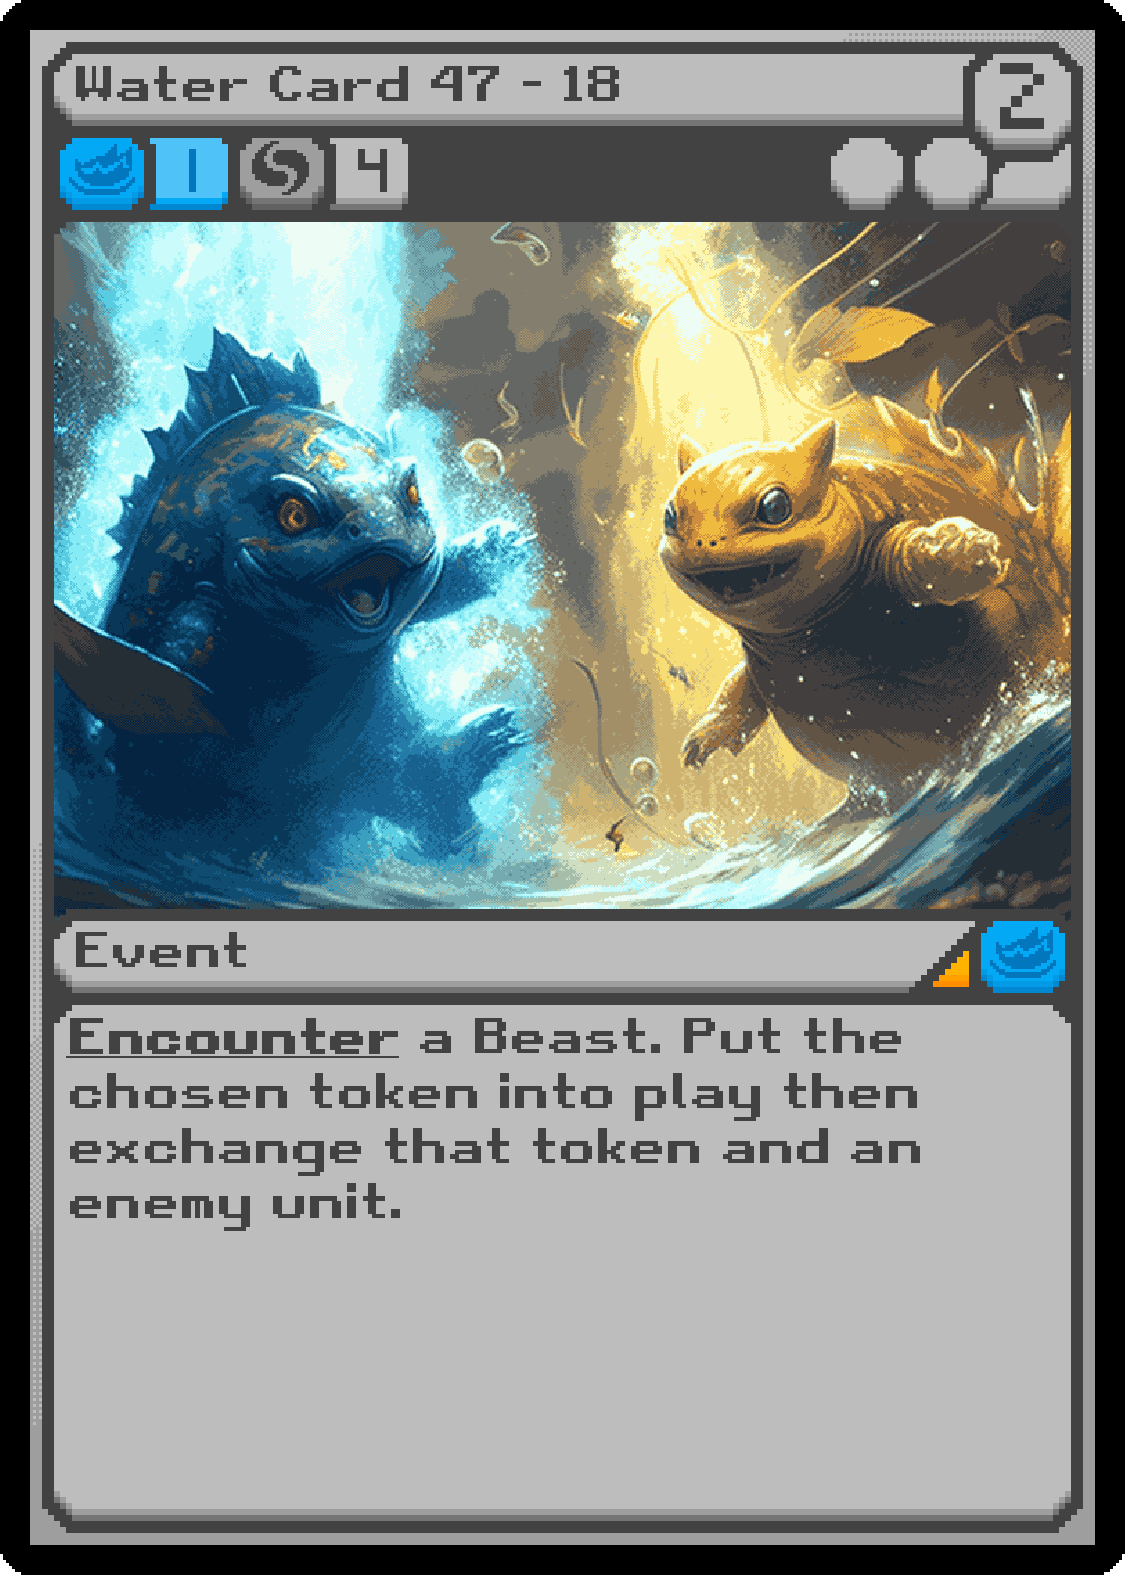 Water Card 47 - 18
2
1 4
Event
Encounter a Beast. Put the
chosen token into play then
exchange that token and an
enemy unit.